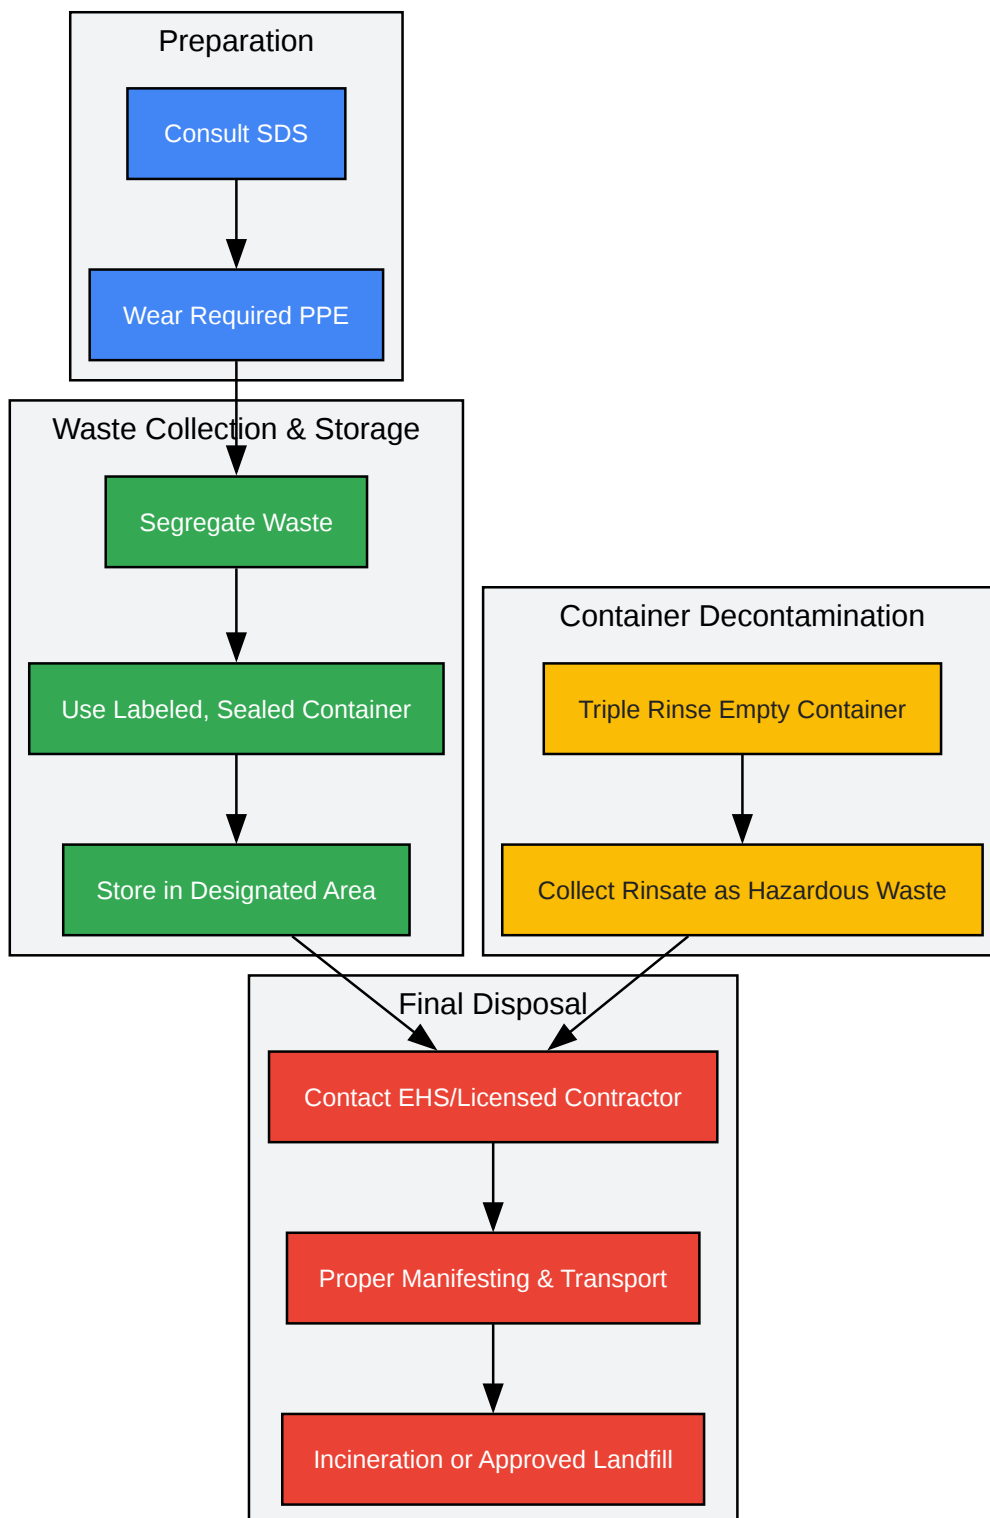 Preparation
Consult SDS
Wear Required PPE
Waste Collection & Storage
Segregate Waste
Use Labeled, Sealed Container
Store in Designated Area
Container Decontamination
Triple Rinse Empty Container
Collect Rinsate as Hazardous Waste
Final Disposal
Contact EHS/Licensed Contractor
Proper Manifesting & Transport
Incineration or Approved Landfill